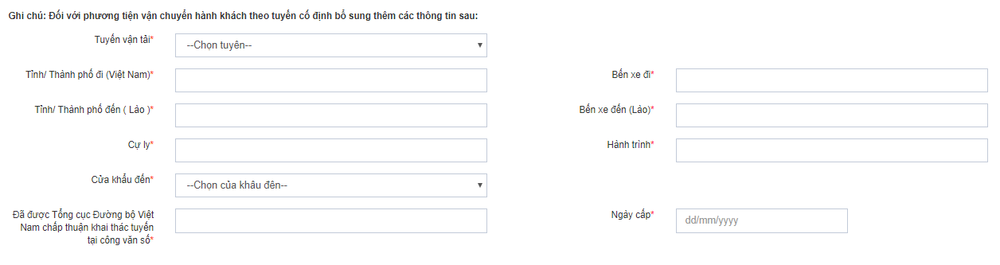 Ghi chú: Đối với phương tiện vận chuyển hành khách theo tuyến cố định bổ sung thêm các thông tin sau:
Tuyến vận tải*
--Chọn tuyên--
Tỉnh/ Thành phố đi (Việt Nam)*
Bến xe đi*
Tỉnh/ Thành phố đến ( Lào )*
Bến xe đến (Lào)*
Cự ly*
Hành trình*
Cửa khẩu đến*
--Chọn của khâu đên--
Đã được Tổng cục Đường bộ Việt
Nam chấp thuận khai thác tuyến
tại công văn số*
Ngày cấp*
dd/mm/yyyy